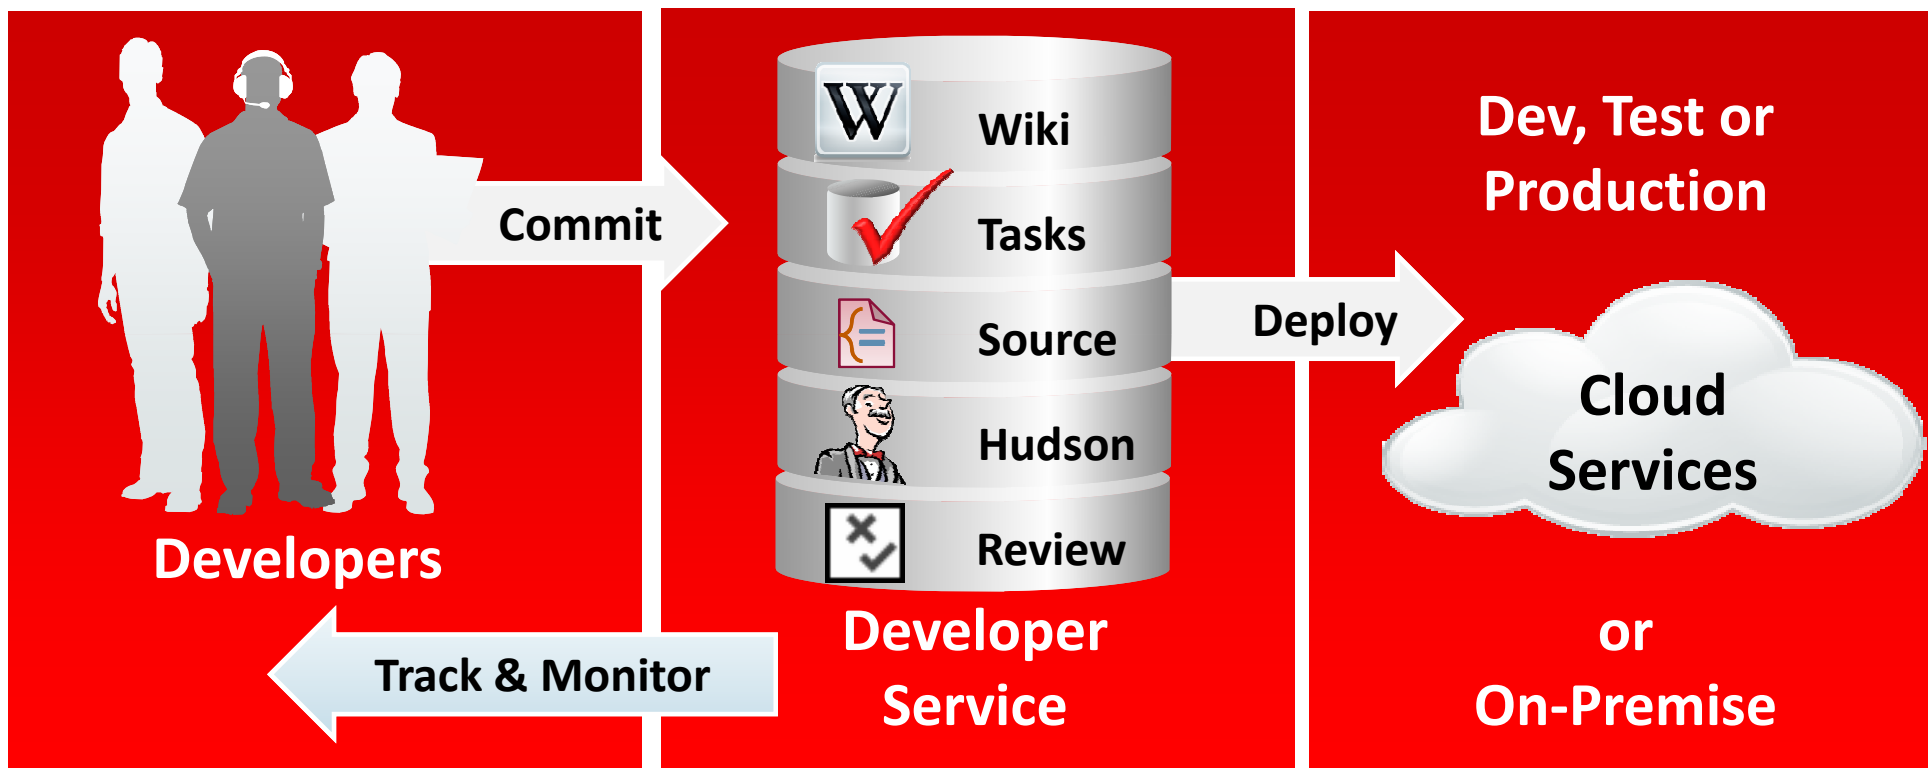 Developers
Commit
Track & Monitor
W
Wiki
Tasks
Source
Hudson
Review
Developer
Service
Deploy
Dev, Test or
Production
Cloud
Services
or
On-Premise